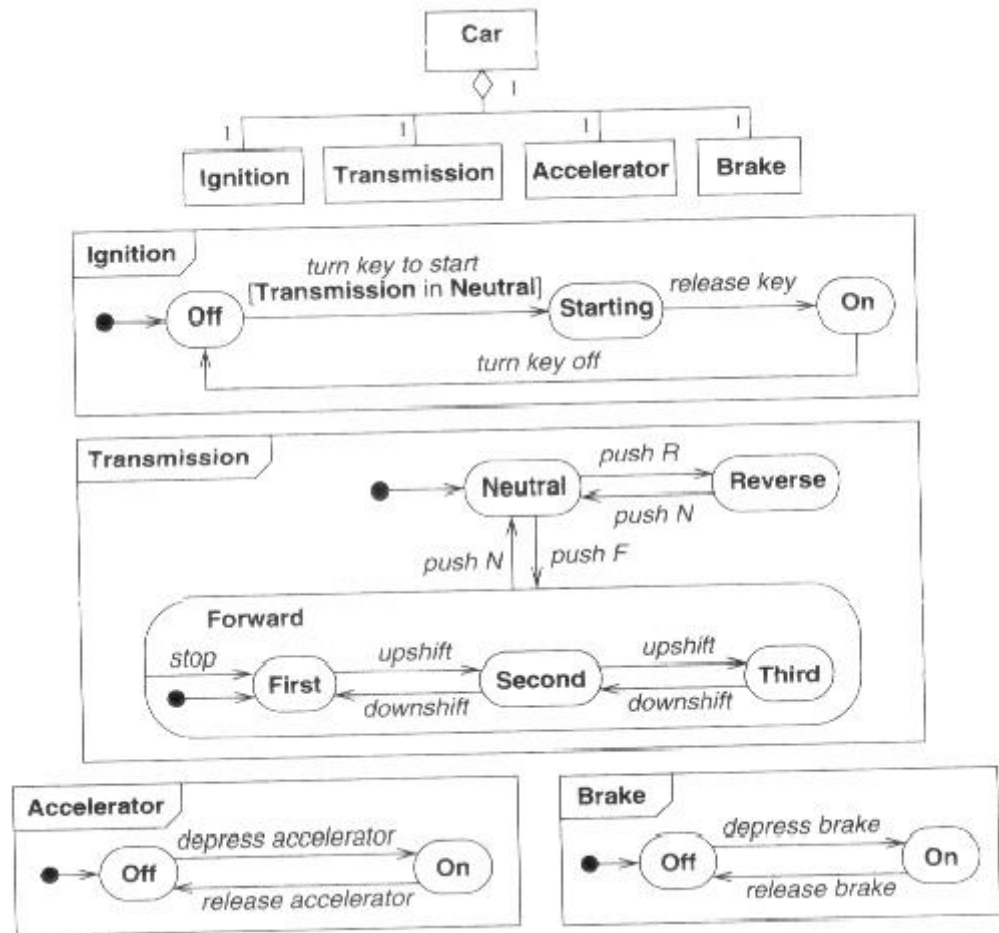 Car
1
1
1
1
1
Ignition
Transmission
Accelerator
Brake
Ignition
turn key to start
[Transmission in Neutral]
Off
Starting
release key
On
turn key off
Transmission
push R
Neutral
Reverse
push N
push N
push F
Forward
stop
upshift
upshift
First
Second
Third
downshift
downshift
Accelerator
depress accelerator
Off
On
release accelerator
Brake
depress brake
Off
On
release brake